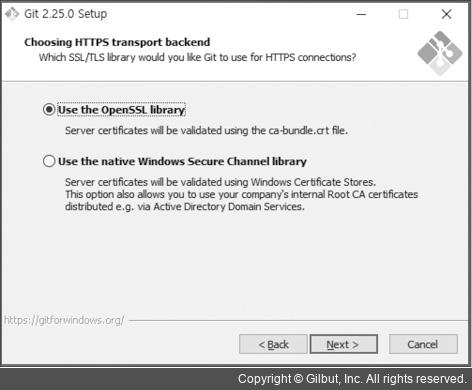 Git 2.25.0 Setup
Choosing HTTPS transport backend
Which SSL/TLS library would you like Git to use for HTTPS connections?
Use the OpenSSL library
Server certificates will be validated using the ca-bundle.crt file.
Use the native Windows Secure Channel library
Server certificates will be validated using Windows Certificate Stores.
This option also allows you to use your company's internal Root CA certificates
distributed e.g. via Active Directory Domain Services.
https://gitforwindows.org/
< Back
Next >
Cancel
Copyright © Gilbut, Inc. All rights reserved.